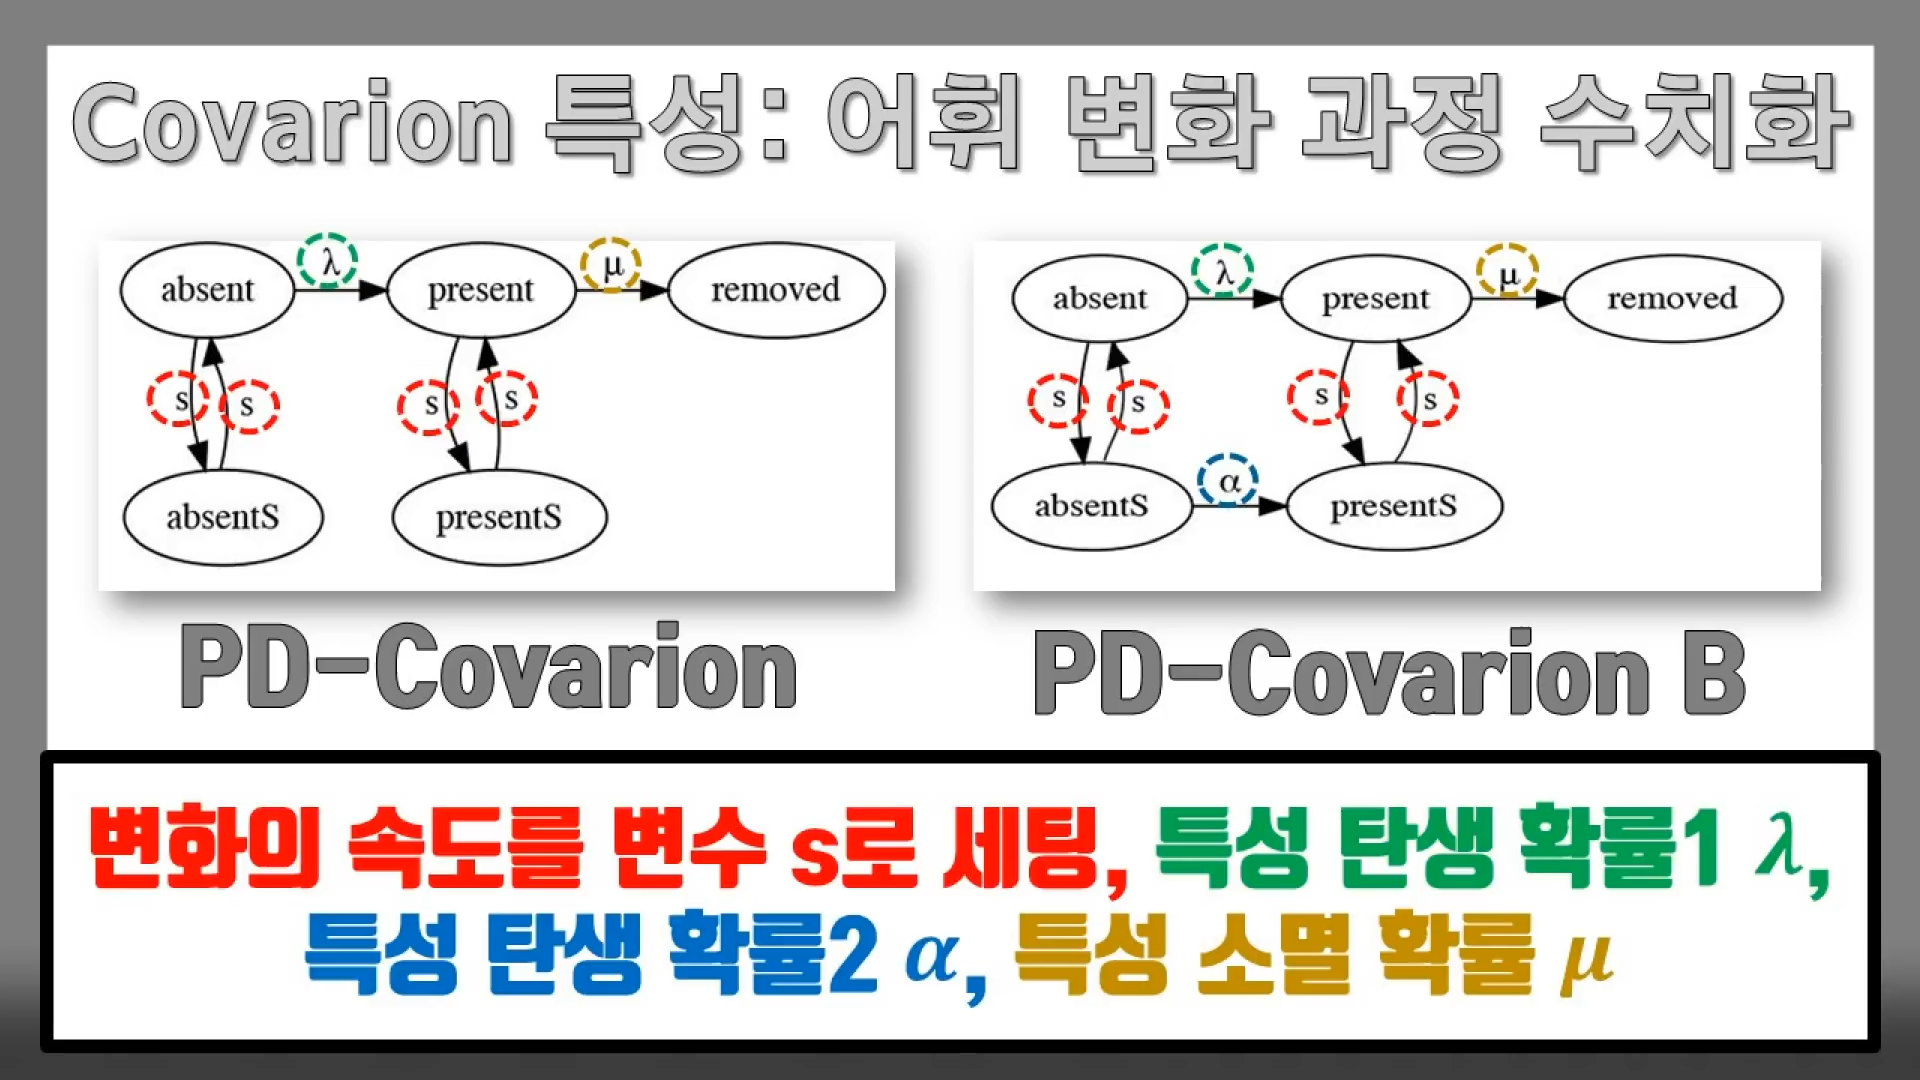 Covarion 특성: 어휘 변화 과정 수치화
absent λ present μ removed
s s s s
absentS presentS
absent λ present μ removed
s s s s
absentS α presentS
PD-Covarion
PD-Covarion B
변화의 속도를 변수 s로 세팅, 특성 탄생 확률1 λ,
특성 탄생 확률2 α, 특성 소멸 확률 μ